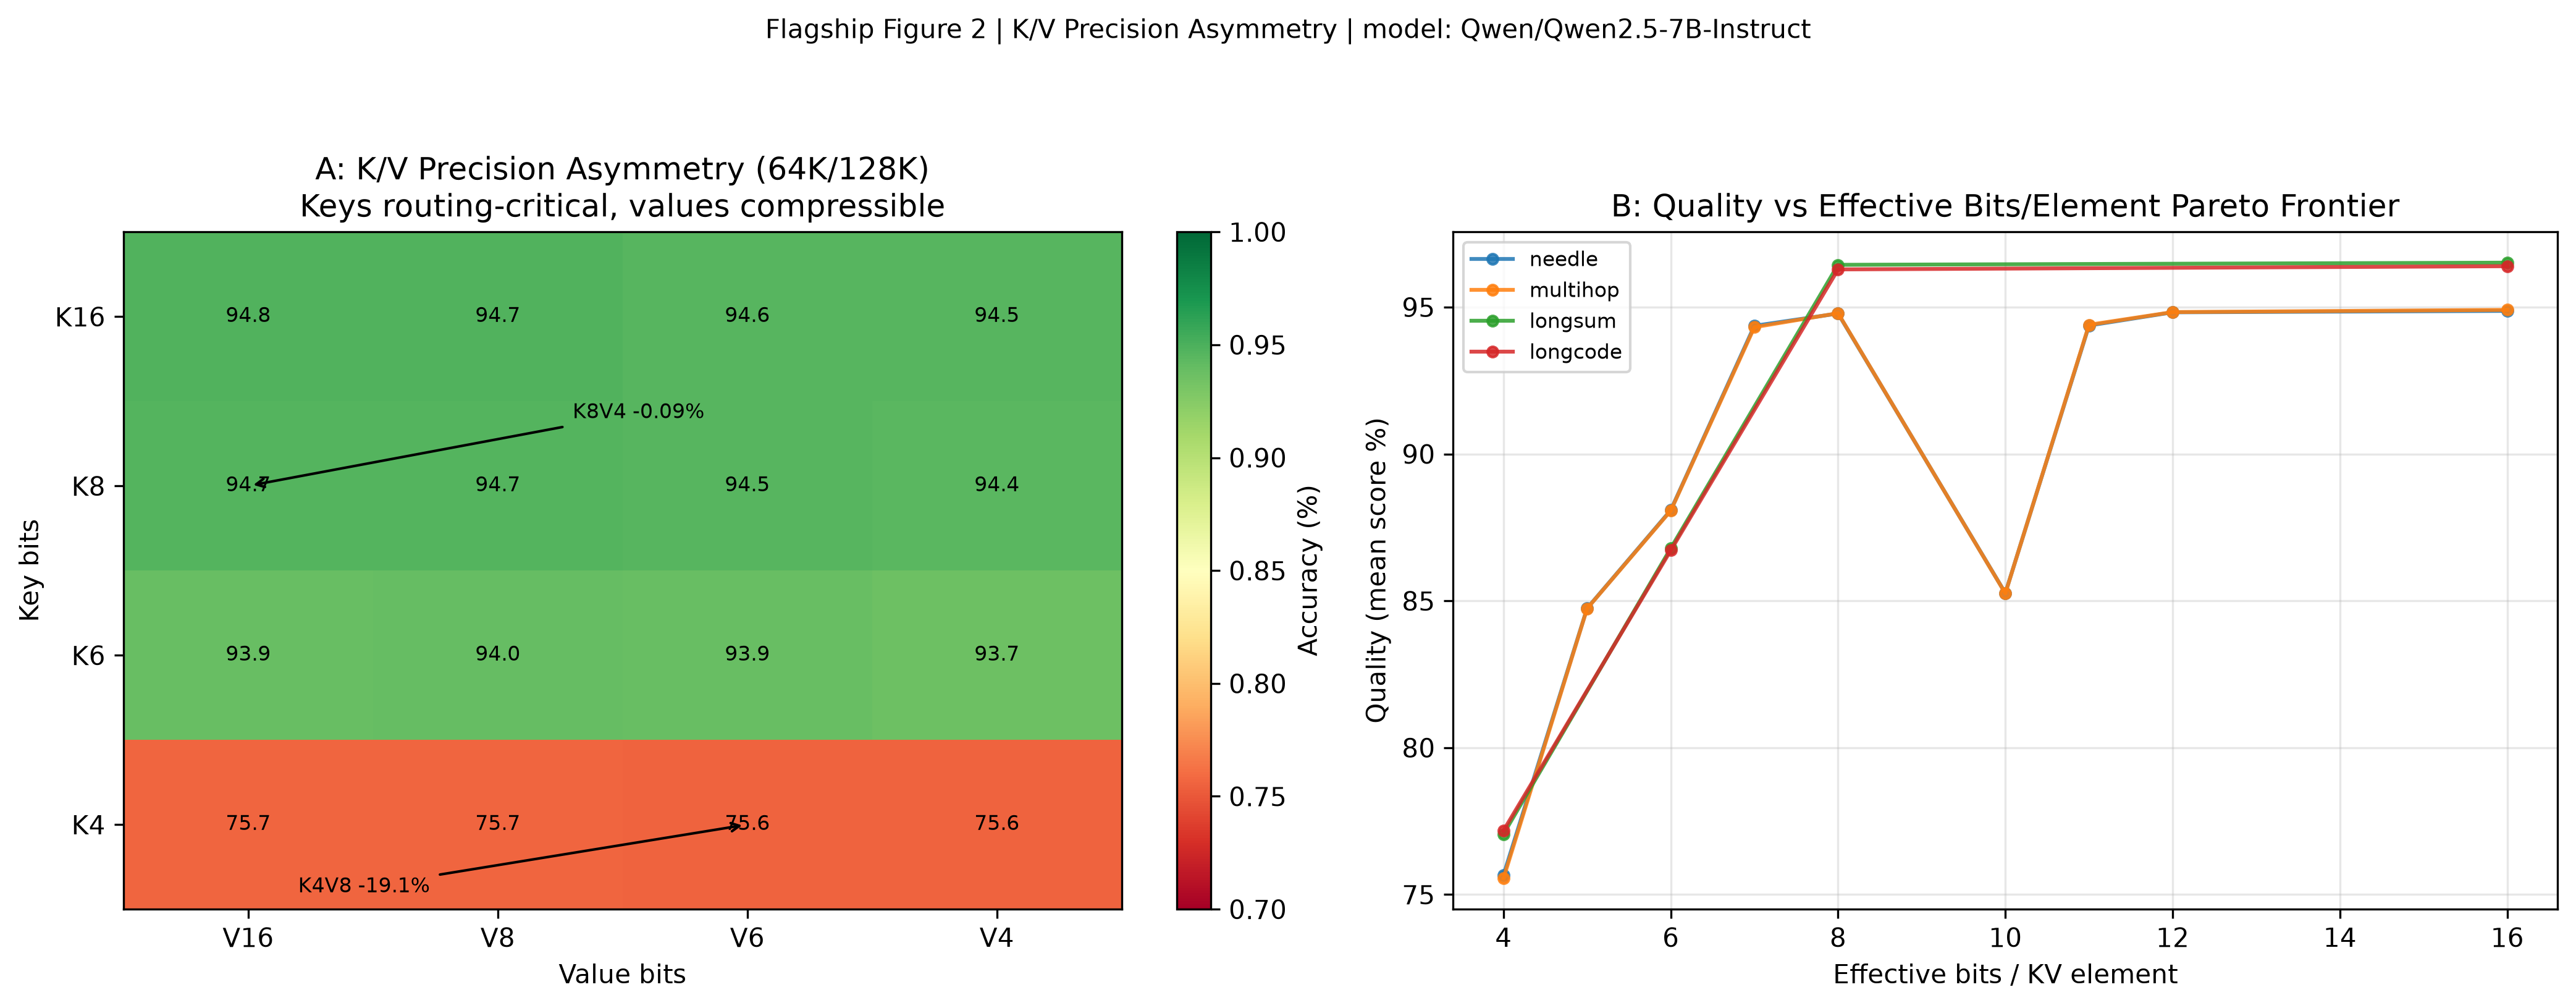 Flagship Figure 2 | K/V Precision Asymmetry | model: Qwen/Qwen2.5-7B-Instruct
A: K/V Precision Asymmetry (64K/128K)
Keys routing-critical, values compressible
Key bits
K16
K8
K6
K4
94.8
94.7
94.6
94.5
K8V4 -0.09%
94.7
94.7
94.5
94.4
93.9
94.0
93.9
93.7
75.7
75.7
75.6
75.6
K4V8 -19.1%
V16
V8
V6
V4
Value bits
1.00
0.95
0.90
0.85
0.80
0.75
0.70
Accuracy (%)
B: Quality vs Effective Bits/Element Pareto Frontier
needle
multihop
longsum
longcode
Quality (mean score %)
95
90
85
80
75
4
6
8
10
12
14
16
Effective bits / KV element